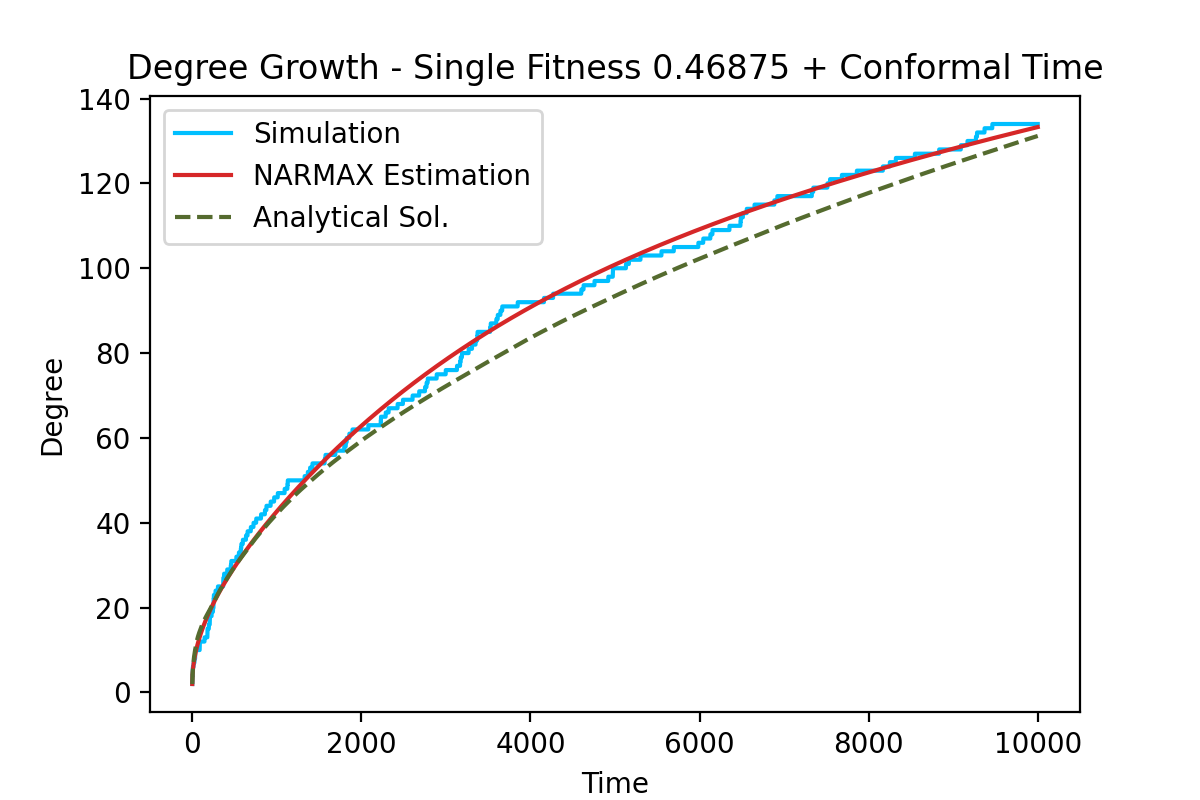 Degree Growth - Single Fitness 0.46875 + Conformal Time
Simulation
NARMAX Estimation
Analytical Sol.
140
120
100
80
60
40
20
0
Degree
0 2000 4000 6000 8000 10000
Time